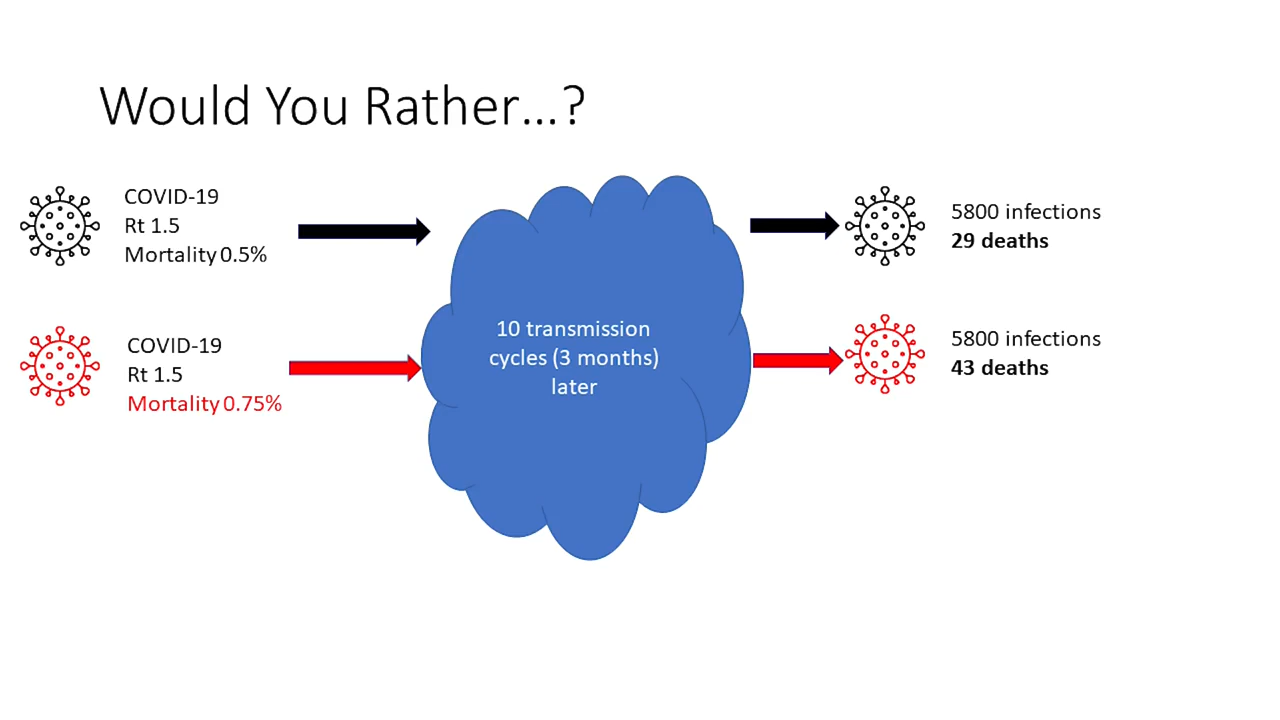 Would You Rather...?
COVID-19
Rt 1.5
Mortality 0.5%
5800 infections
29 deaths
10 transmission
cycles (3 months)
later
COVID-19
Rt 1.5
Mortality 0.75%
5800 infections
43 deaths